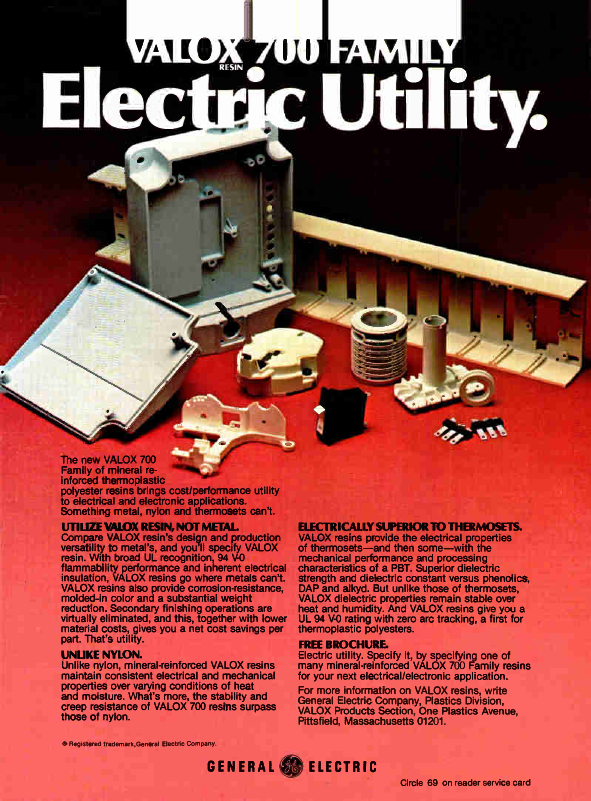 VALOX 700 FAMILY
RESIN
Electric Utility.
The new VALOX 700
Family of mineral re-
inforced thermoplastic
polyester resins brings cost/performance utility
to electrical and electronic applications.
Something metal, nylon and thermosets can't.
UTILIZE VALOX RESIN, NOT METAL.
Compare VALOX resin's design and production
versatility to metal's, and you'll specify VALOX
resin. With broad UL recognition, 94 V-0
flammability performance and inherent electrical
insulation, VALOX resins go where metals can't.
VALOX resins also provide corrosion-resistance,
molded-in color and a substantial weight
reduction. Secondary finishing operations are
virtually eliminated, and this, together with lower
material costs, gives you a net cost savings per
part. That's utility.
UNLIKE NYLON.
Unlike nylon, mineral-reinforced VALOX resins
maintain consistent electrical and mechanical
properties over varying conditions of heat
and moisture. What's more, the stability and
creep resistance of VALOX 700 resins surpass
those of nylon.
ELECTRICALLY SUPERIOR TO THERMOSETS.
VALOX resins provide the electrical properties
of thermosets—and then some—with the
mechanical performance and processing
characteristics of a PBT. Superior dielectric
strength and dielectric constant versus phenolics,
DAP and alkyd. But unlike those of thermosets,
VALOX dielectric properties remain stable over
heat and humidity. And VALOX resins give you a
UL 94 V-0 rating with zero arc tracking, a first for
thermoplastic polyesters.
FREE BROCHURE.
Electric utility. Specify it, by specifying one of
many mineral-reinforced VALOX 700 Family resins
for your next electrical/electronic application.
For more information on VALOX resins, write
General Electric Company, Plastics Division,
VALOX Products Section, One Plastics Avenue,
Pittsfield, Massachusetts 01201.
® Registered trademark, General Electric Company.
GENERAL GE ELECTRIC
Circle 69 on reader service card